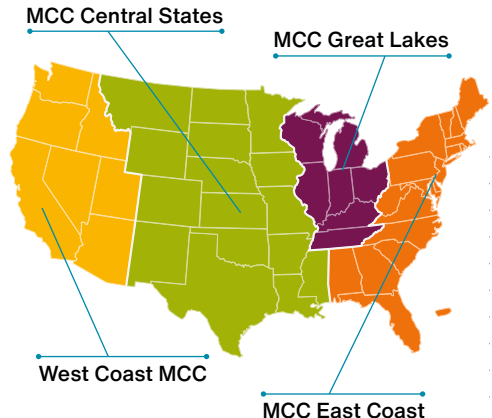 MCC Central States
MCC Great Lakes
West Coast MCC
MCC East Coast